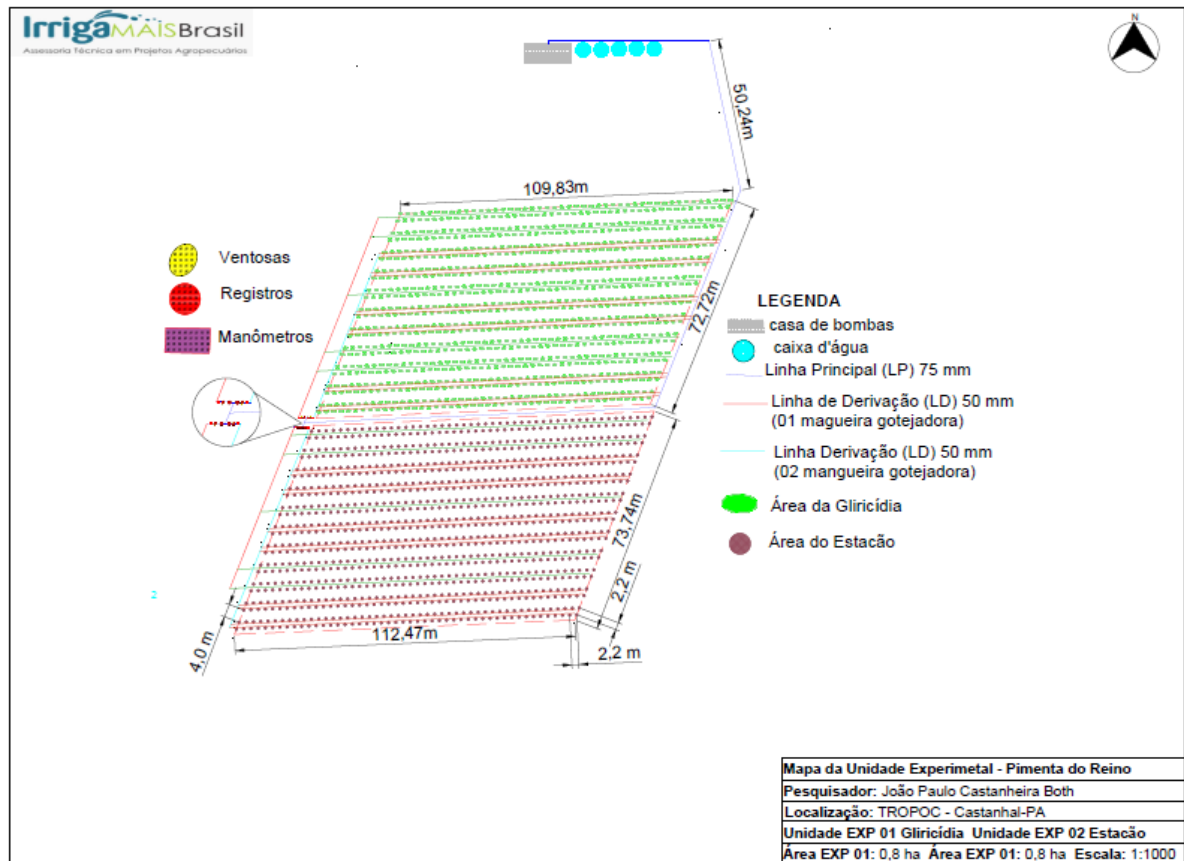 IrrigaMAISBrasil
Assessoria Técnica em Projetos Agropecuários
N
50,24m
109,83m
72,72m
Ventosas
Registros
Manômetros
LEGENDA
casa de bombas
caixa d'água
Linha Principal (LP) 75 mm
Linha de Derivação (LD) 50 mm
(01 magueira gotejadora)
Linha Derivação (LD) 50 mm
(02 mangueira gotejadora)
Área da Gliricídia
Área do Estacão
73,74m
2,2 m
2
4,0 m
112,47m
2,2 m
Mapa da Unidade Experimetal - Pimenta do Reino
Pesquisador: João Paulo Castanheira Both
Localização: TROPOC - Castanhal-PA
Unidade EXP 01 Gliricídia Unidade EXP 02 Estacão
Área EXP 01: 0,8 ha Área EXP 01: 0,8 ha Escala: 1:1000